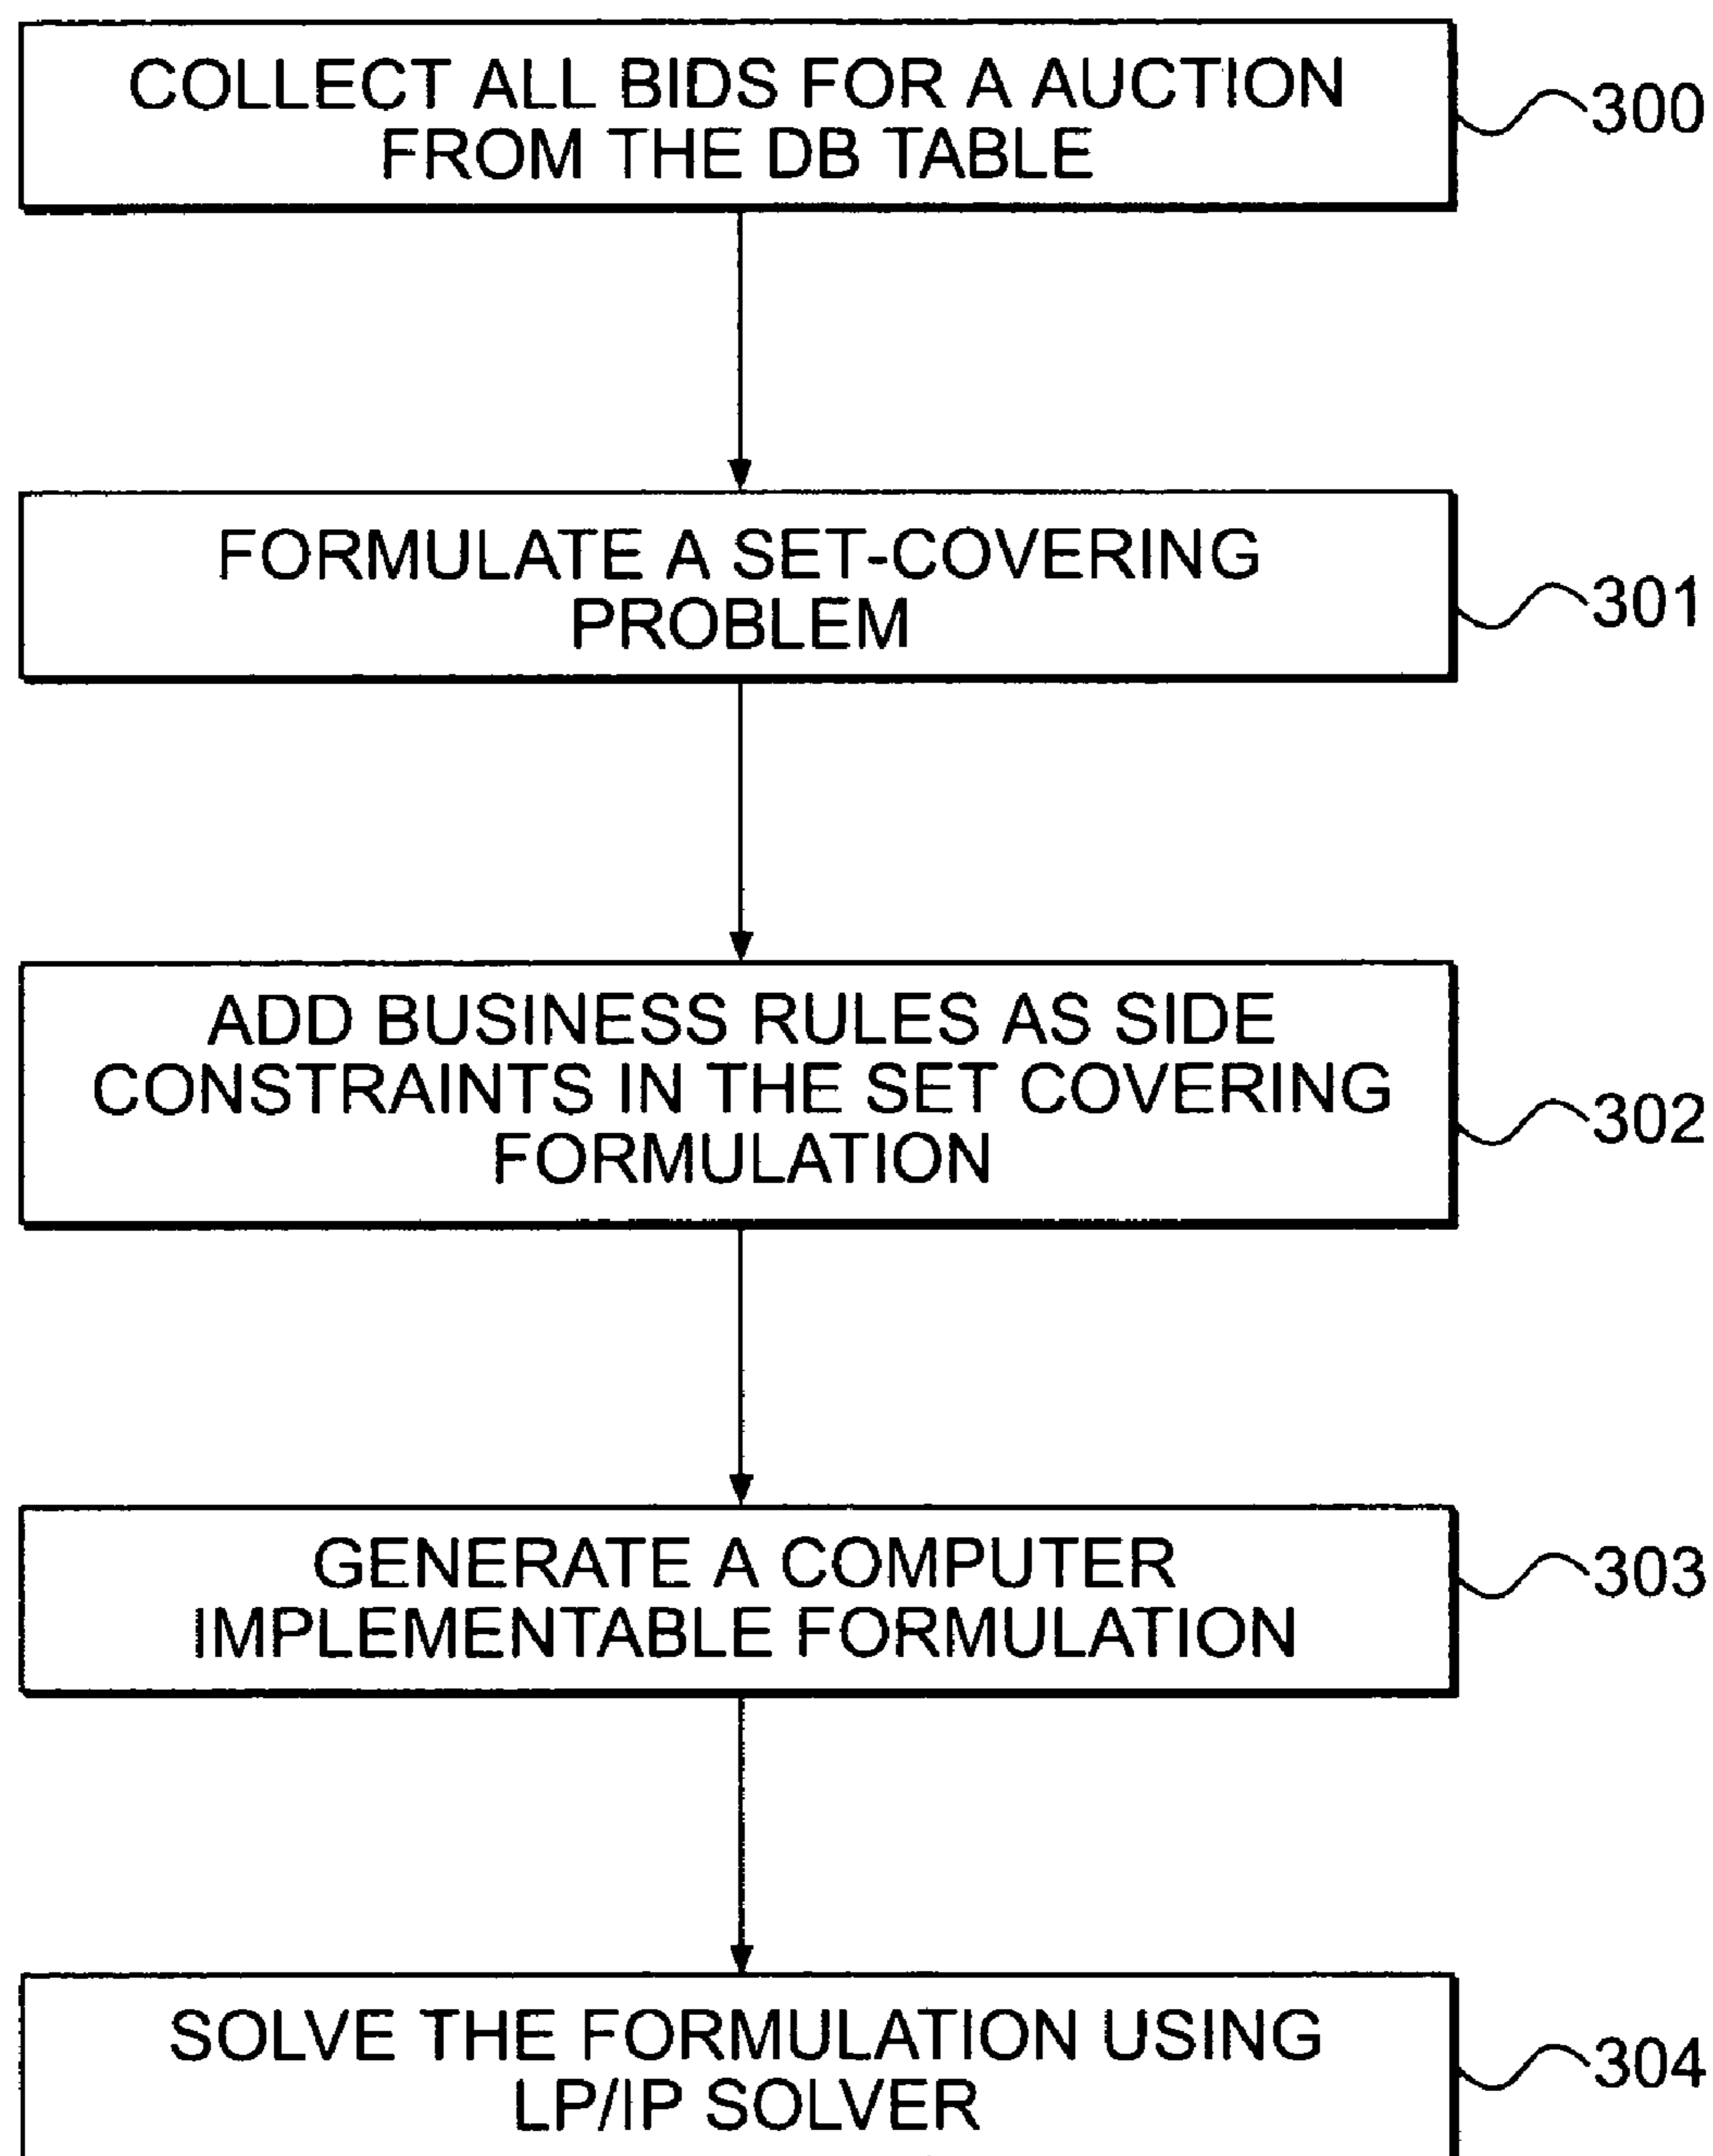 COLLECT ALL BIDS FOR A AUCTION
FROM THE DB TABLE
300
FORMULATE A SET-COVERING
PROBLEM
301
ADD BUSINESS RULES AS SIDE
CONSTRAINTS IN THE SET COVERING
FORMULATION
302
GENERATE A COMPUTER
IMPLEMENTABLE FORMULATION
303
SOLVE THE FORMULATION USING
LP/IP SOLVER
304